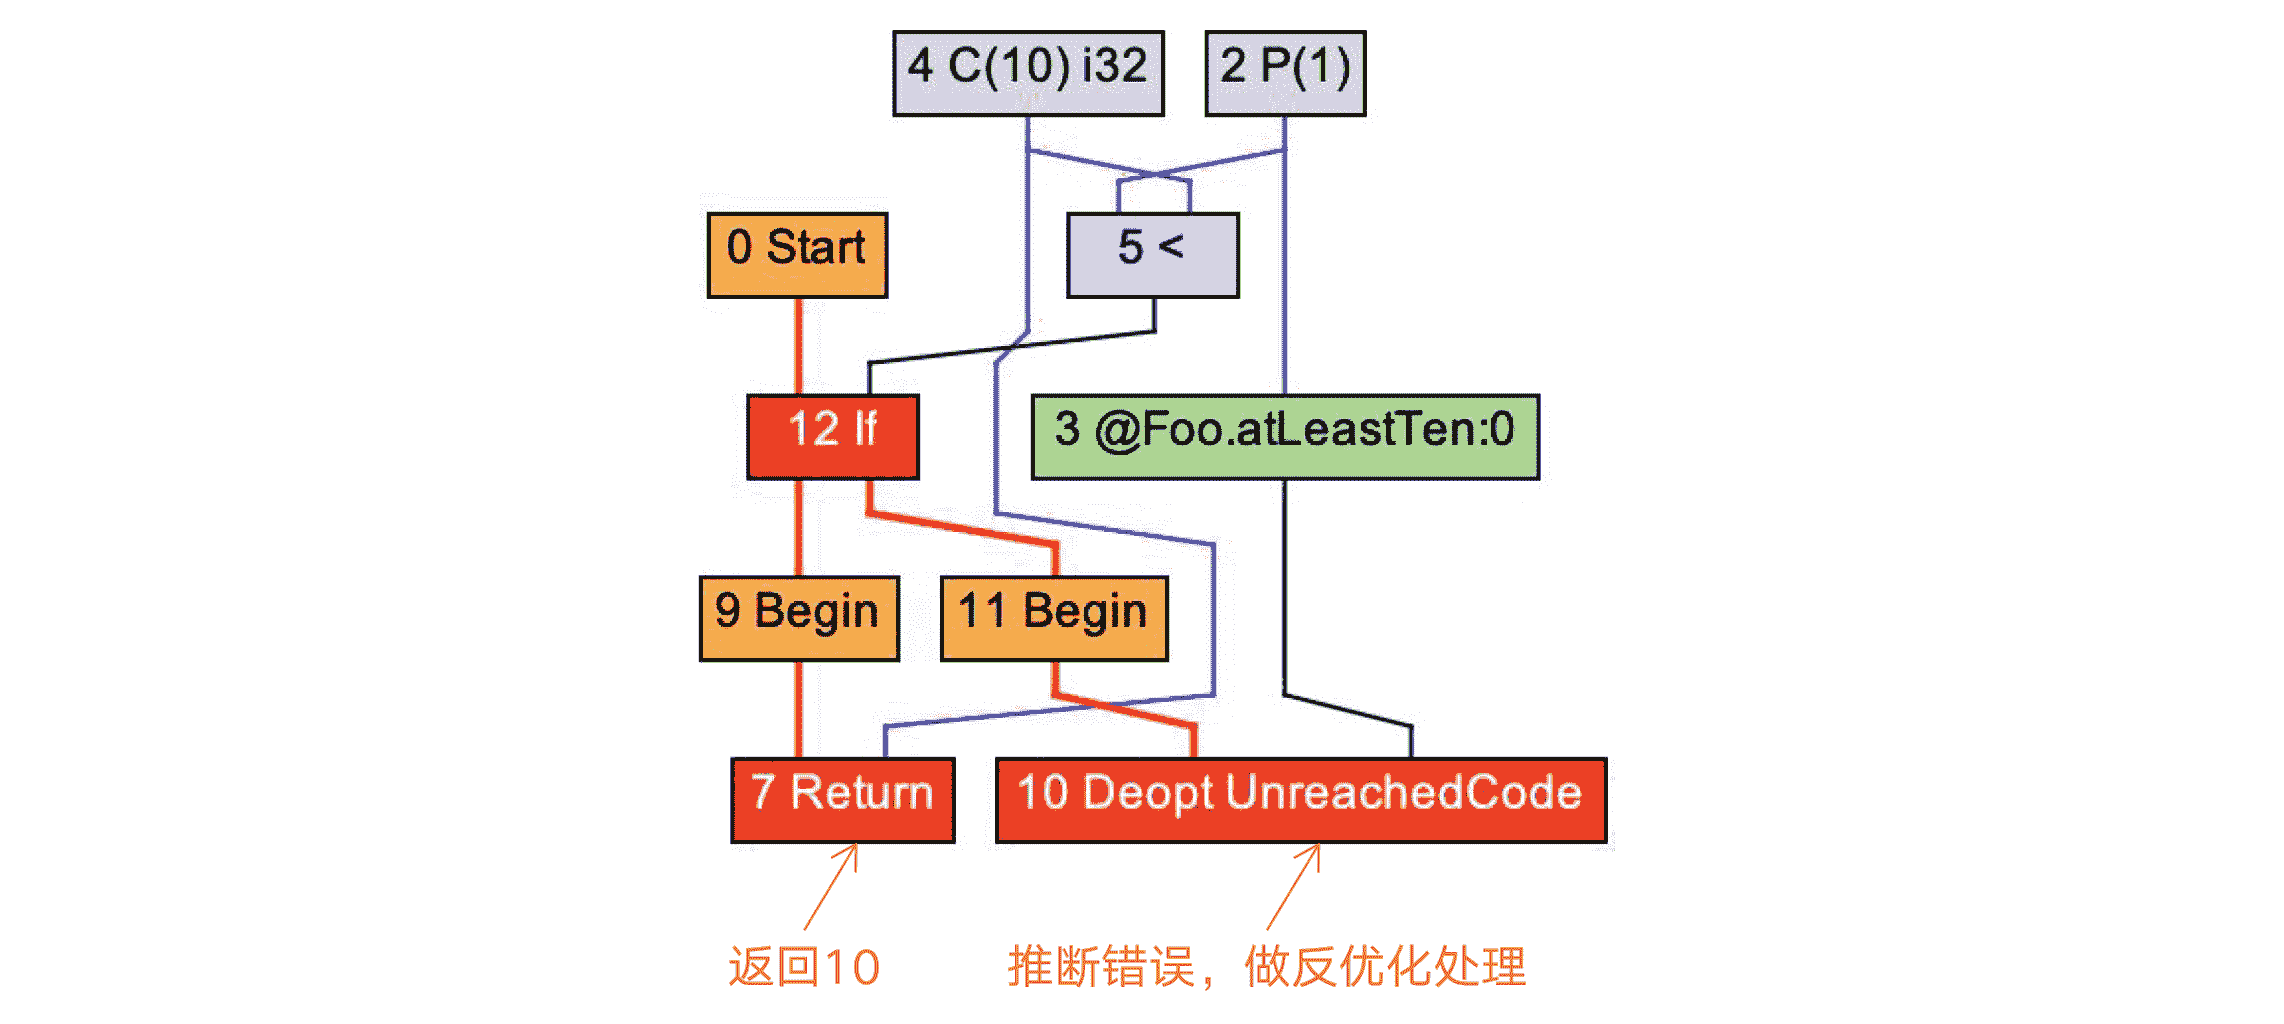 4 C(10) i32
2 P(1)
0 Start
5 <
12 If
3 @Foo.atLeastTen:0
9 Begin
11 Begin
7 Return
10 Deopt UnreachedCode
返回10
推断错误，做反优化处理